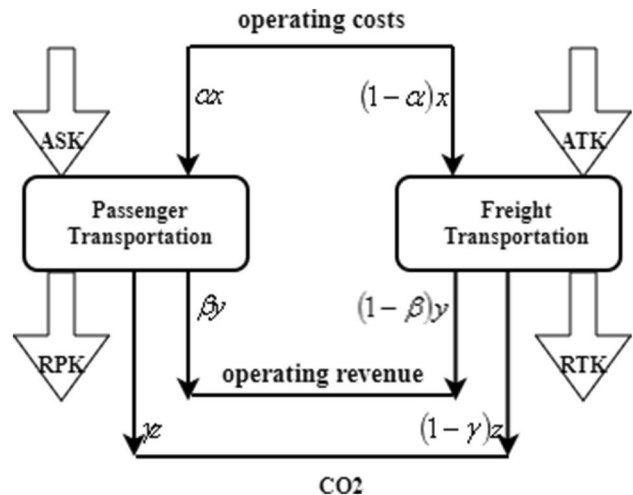 operating costs
αx
(1-α)x
ASK
ATK
Passenger
Transportation
Freight
Transportation
βy
(1-β)y
RPK
operating revenue
RTK
γz
(1-γ)z
CO2